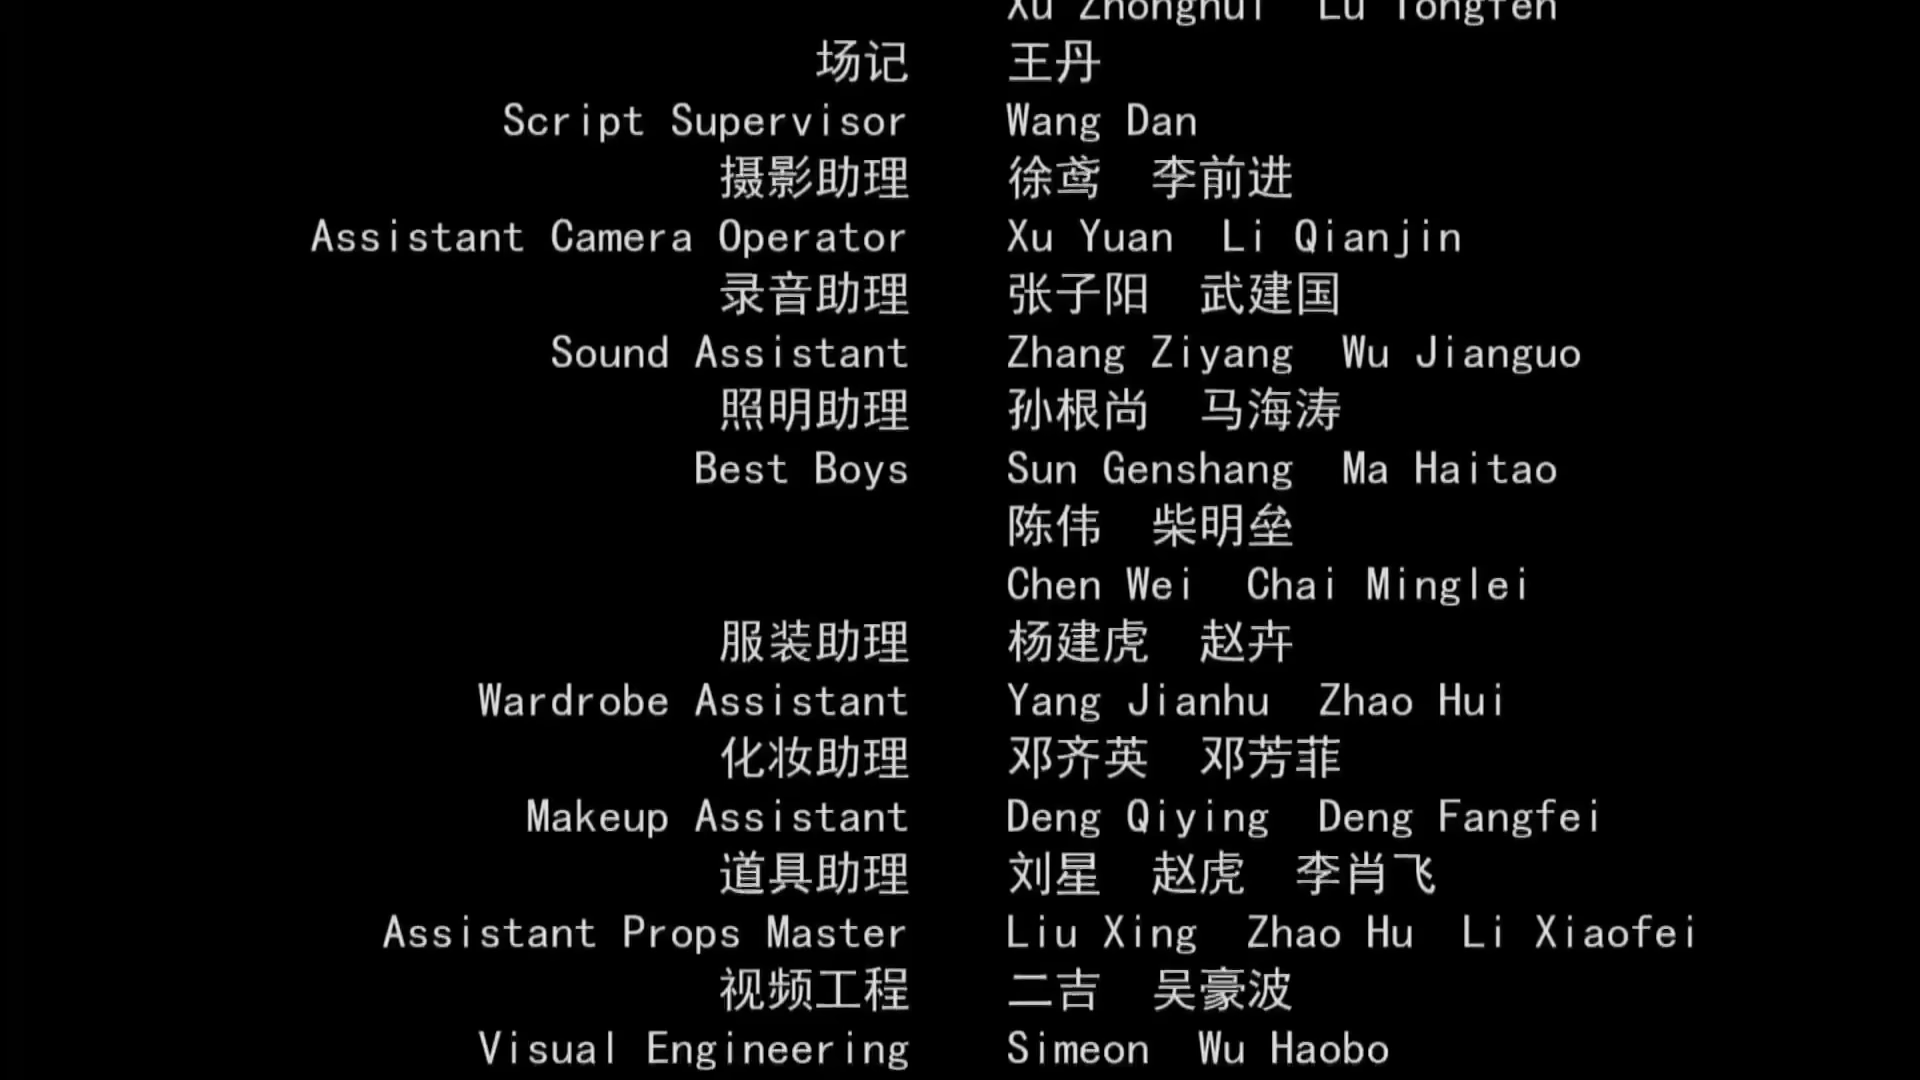 Xu Zhonghui  Lu Tongfen
场记  王丹
Script Supervisor  Wang Dan
摄影助理  徐鸢  李前进
Assistant Camera Operator  Xu Yuan  Li Qianjin
录音助理  张子阳  武建国
Sound Assistant  Zhang Ziyang  Wu Jianguo
照明助理  孙根尚  马海涛
Best Boys  Sun Genshang  Ma Haitao
陈伟  柴明垒
Chen Wei  Chai Minglei
服装助理  杨建虎  赵卉
Wardrobe Assistant  Yang Jianhu  Zhao Hui
化妆助理  邓齐英  邓芳菲
Makeup Assistant  Deng Qiying  Deng Fangfei
道具助理  刘星  赵虎  李肖飞
Assistant Props Master  Liu Xing  Zhao Hu  Li Xiaofei
视频工程  二吉  吴豪波
Visual Engineering  Simeon  Wu Haobo